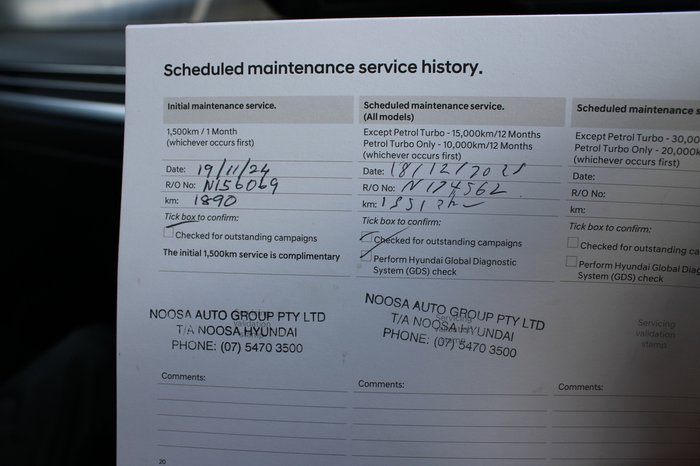 Scheduled maintenance service history.
Initial maintenance service.
1,500km / 1 Month
(whichever occurs first)
Date: 19/11/24
R/O No: N156069
km: 1890
Tick box to confirm:
Checked for outstanding campaigns
The initial 1,500km service is complimentary
NOOSA AUTO GROUP PTY LTD
T/A NOOSA HYUNDAI
PHONE: (07) 5470 3500
Comments:
20
Scheduled maintenance service.
(All models)
Except Petrol Turbo - 15,000km/12 Months
Petrol Turbo Only - 10,000km/12 Months
(whichever occurs first)
Date: 18/12/2025
R/O No: N174562
km:
Tick box to confirm:
Checked for outstanding campaigns
Perform Hyundai Global Diagnostic
System (GDS) check
NOOSA AUTO GROUP PTY LTD
T/A NOOSA HYUNDAI
PHONE: (07) 5470 3500
Comments:
Scheduled maintenance s
Except Petrol Turbo - 30,00
Petrol Turbo Only - 20,000k
(whichever occurs first)
Date:
R/O No:
km:
Tick box to confirm:
Checked for outstanding ca
Perform Hyundai Global Diag
System (GDS) check
Servicing
validation
stamp
Comments: